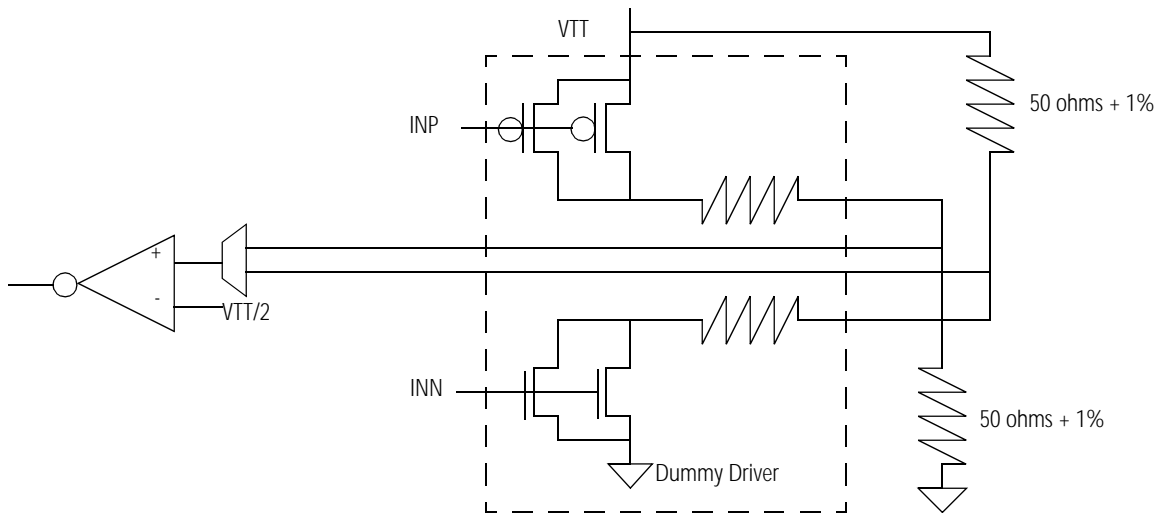 VTT
50 ohms + 1%
INP
+
-
VTT/2
INN
50 ohms + 1%
Dummy Driver